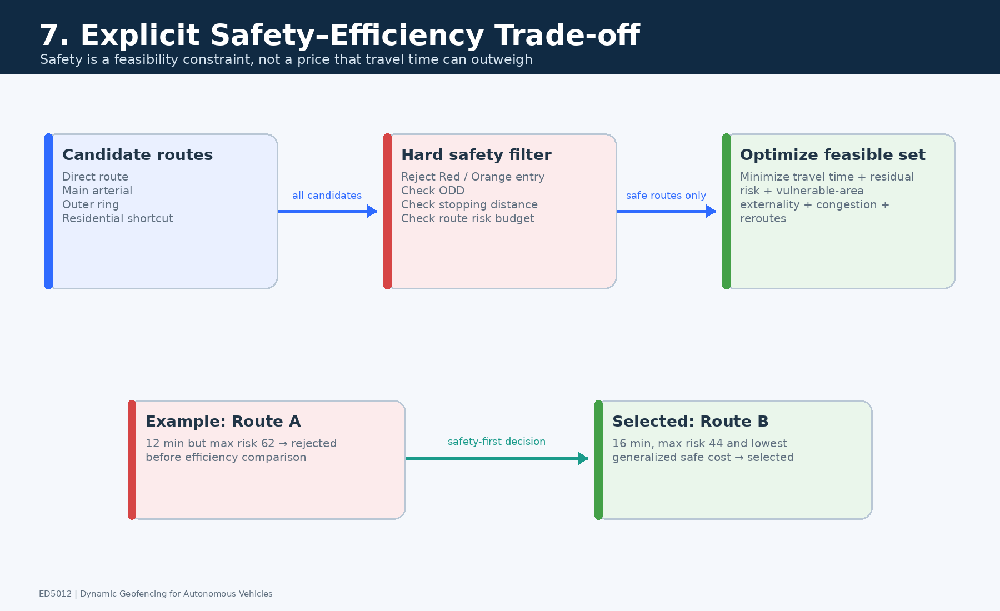 7. Explicit Safety–Efficiency Trade-off
Safety is a feasibility constraint, not a price that travel time can outweigh
Candidate routes
Direct route
Main arterial
Outer ring
Residential shortcut
all candidates
Hard safety filter
Reject Red / Orange entry
Check ODD
Check stopping distance
Check route risk budget
safe routes only
Optimize feasible set
Minimize travel time + residual
risk + vulnerable-area
externality + congestion +
reroutes
Example: Route A
12 min but max risk 62 → rejected
before efficiency comparison
safety-first decision
Selected: Route B
16 min, max risk 44 and lowest
generalized safe cost → selected
ED5012 | Dynamic Geofencing for Autonomous Vehicles